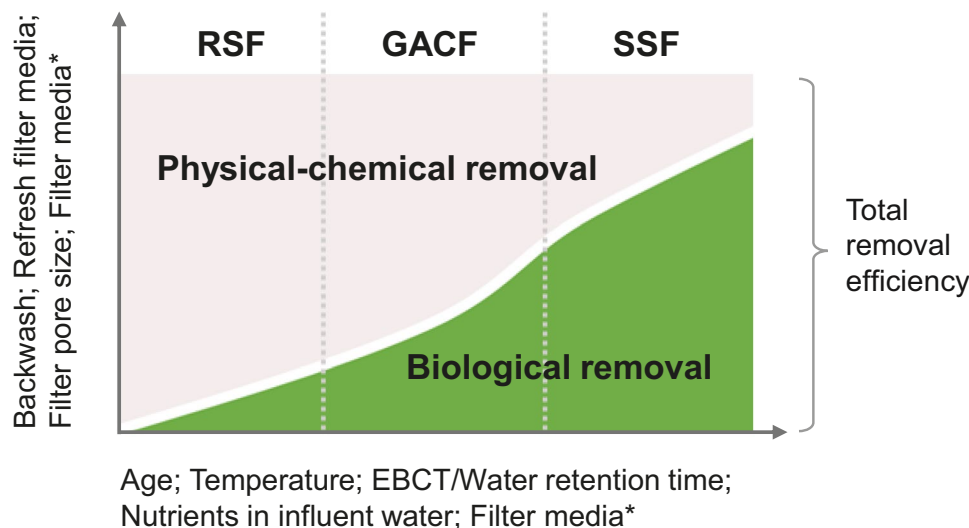 Backwash; Refresh filter media;
Filter pore size; Filter media*
RSF
GACF
SSF
Physical-chemical removal
Biological removal
Total
removal
efficiency
Age; Temperature; EBCT/Water retention time;
Nutrients in influent water; Filter media*